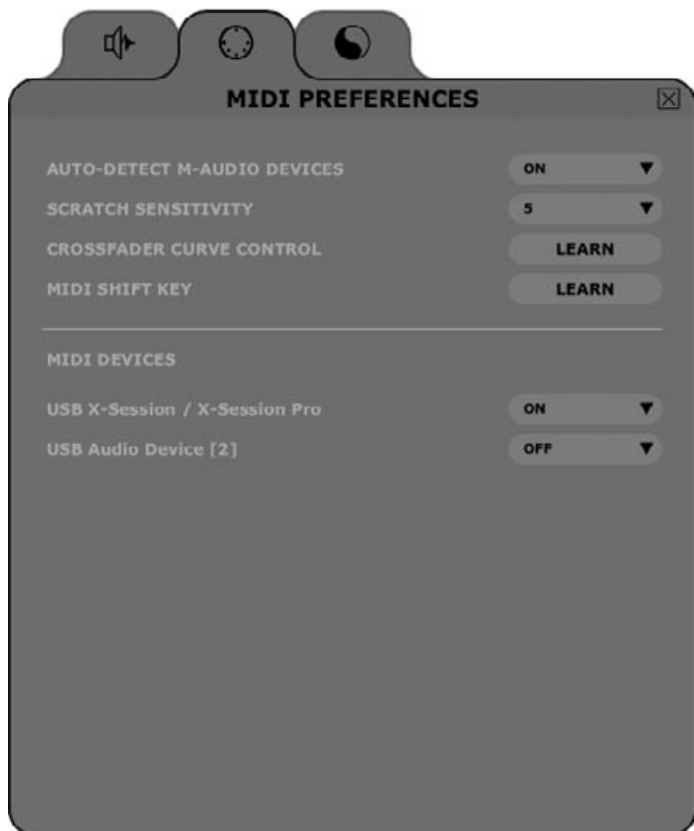 MIDI PREFERENCES
AUTO-DETECT M-AUDIO DEVICES ON
SCRATCH SENSITIVITY 5
CROSSFADER CURVE CONTROL LEARN
MIDI SHIFT KEY LEARN
MIDI DEVICES
USB X-Session / X-Session Pro ON
USB Audio Device [2] OFF